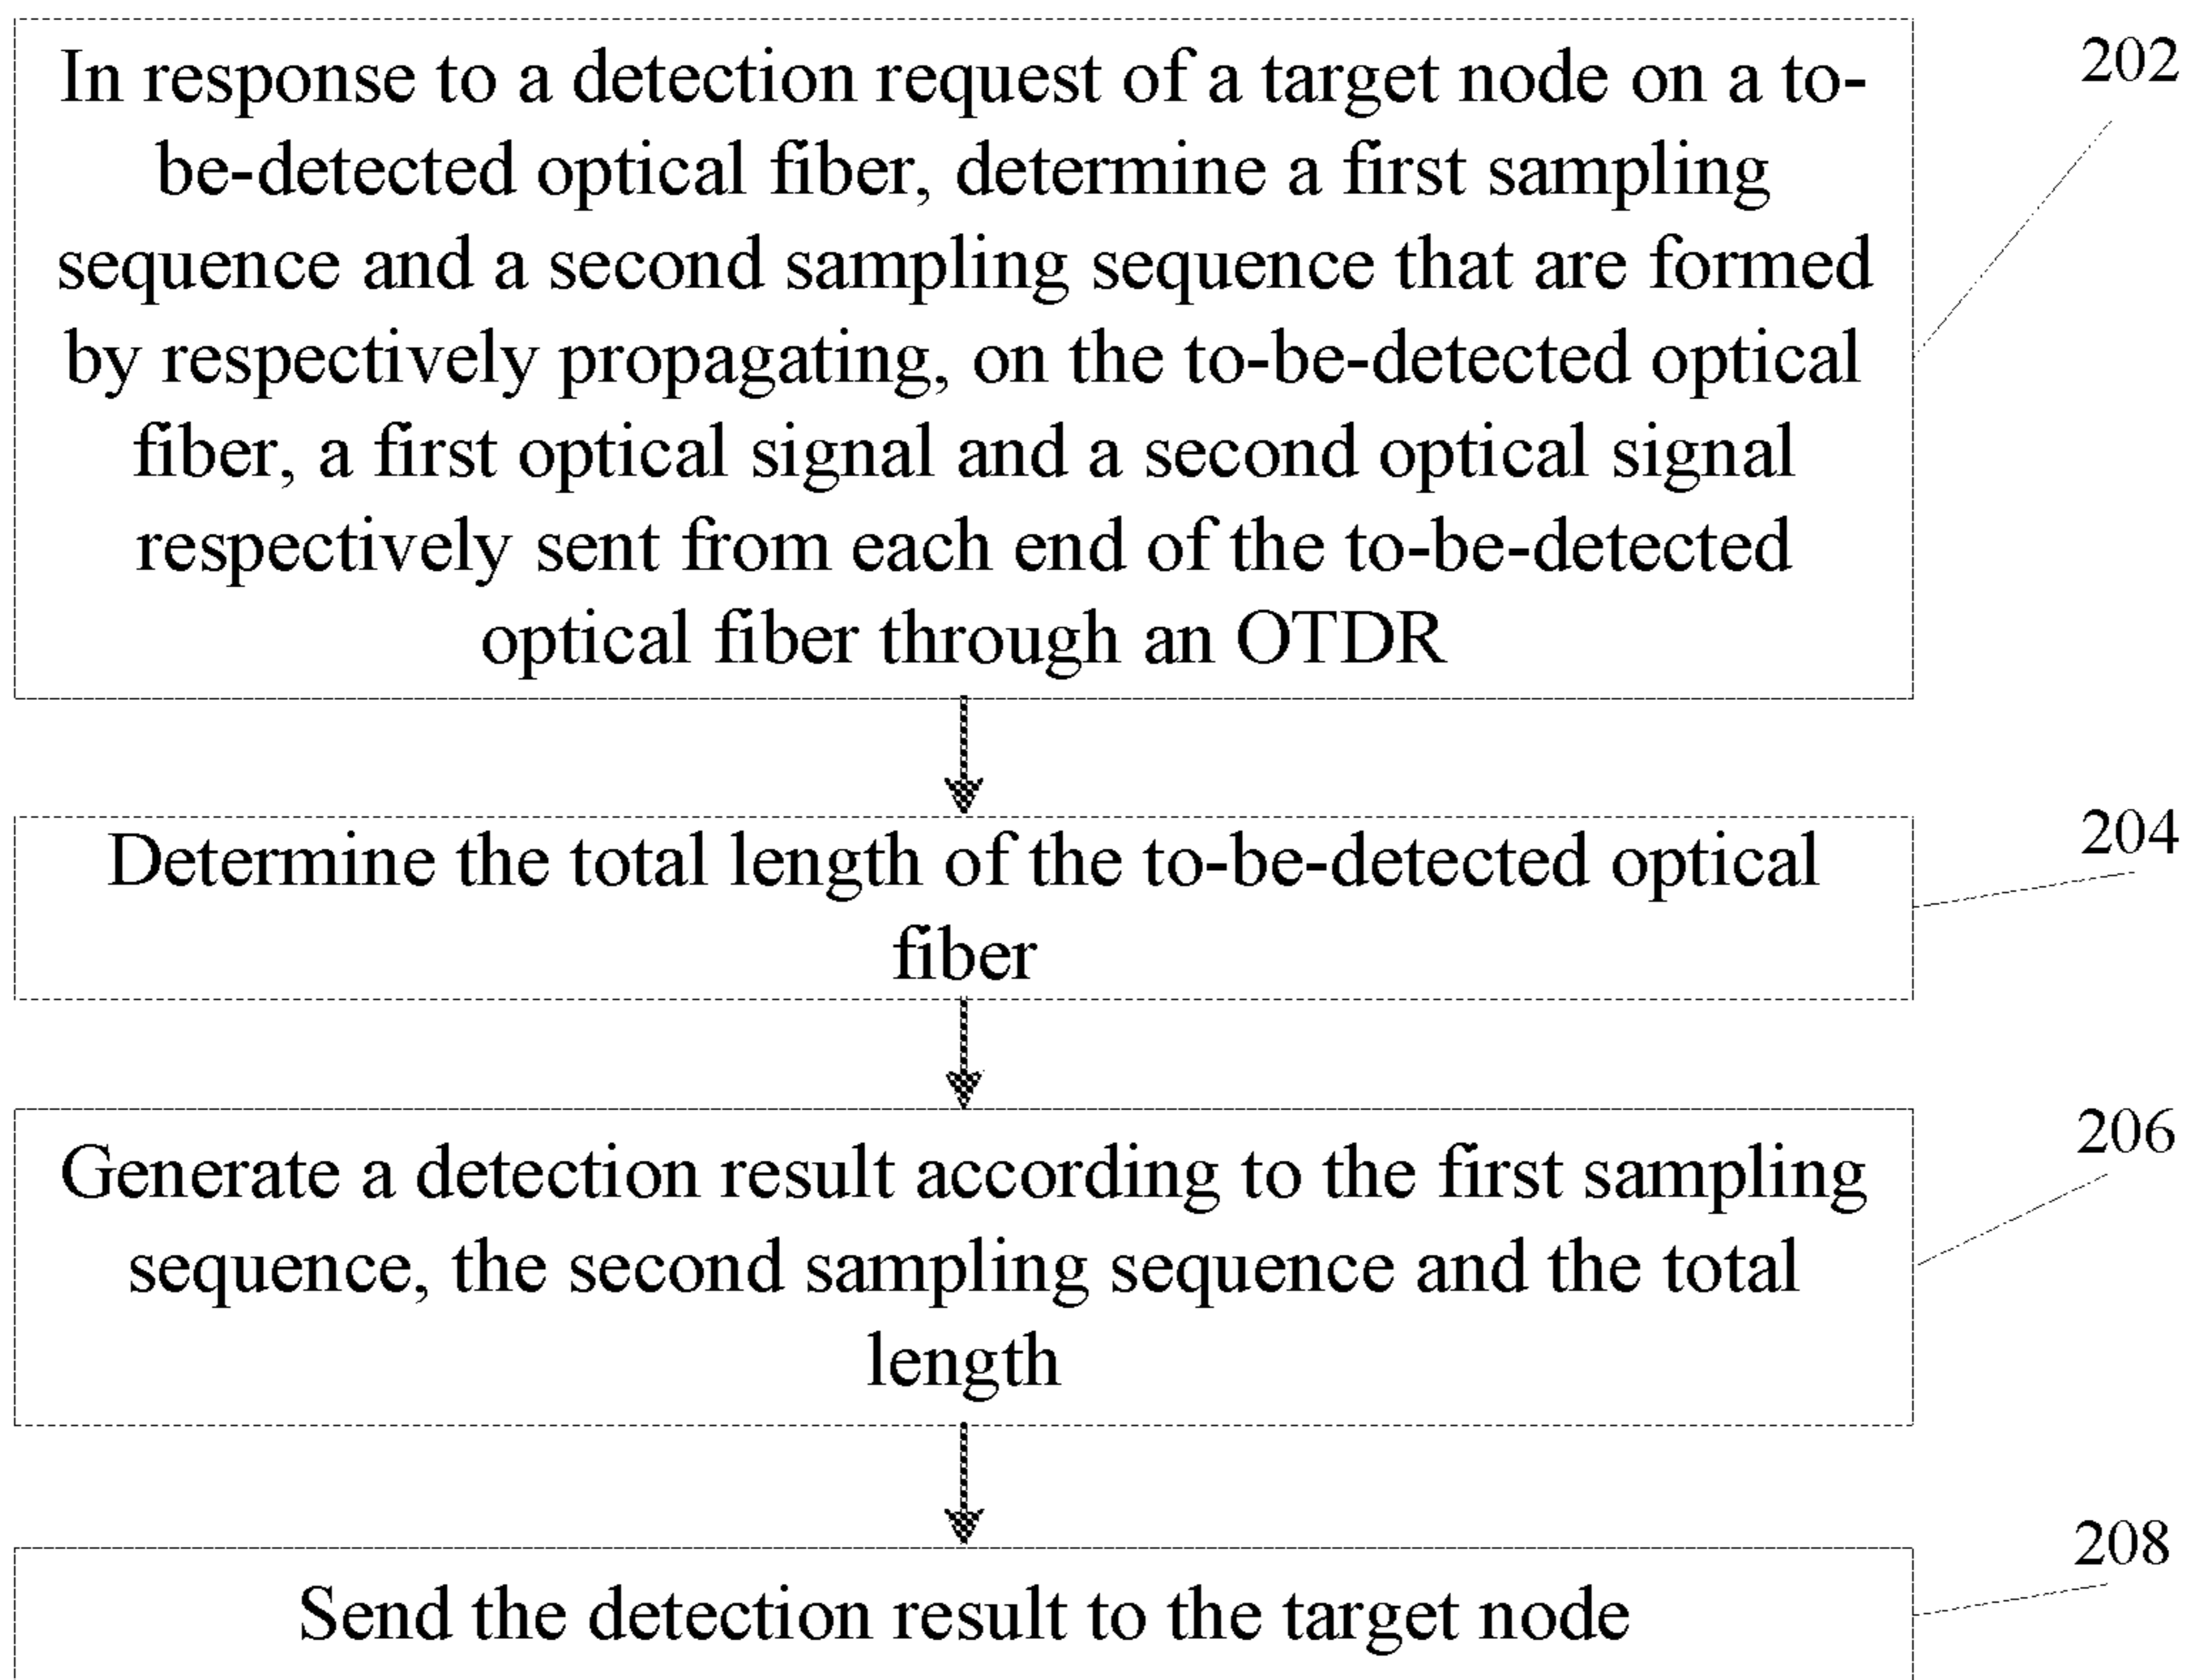 In response to a detection request of a target node on a to-
be-detected optical fiber, determine a first sampling
sequence and a second sampling sequence that are formed
by respectively propagating, on the to-be-detected optical
fiber, a first optical signal and a second optical signal
respectively sent from each end of the to-be-detected
optical fiber through an OTDR
202
Determine the total length of the to-be-detected optical
fiber
204
Generate a detection result according to the first sampling
sequence, the second sampling sequence and the total
length
206
Send the detection result to the target node
208